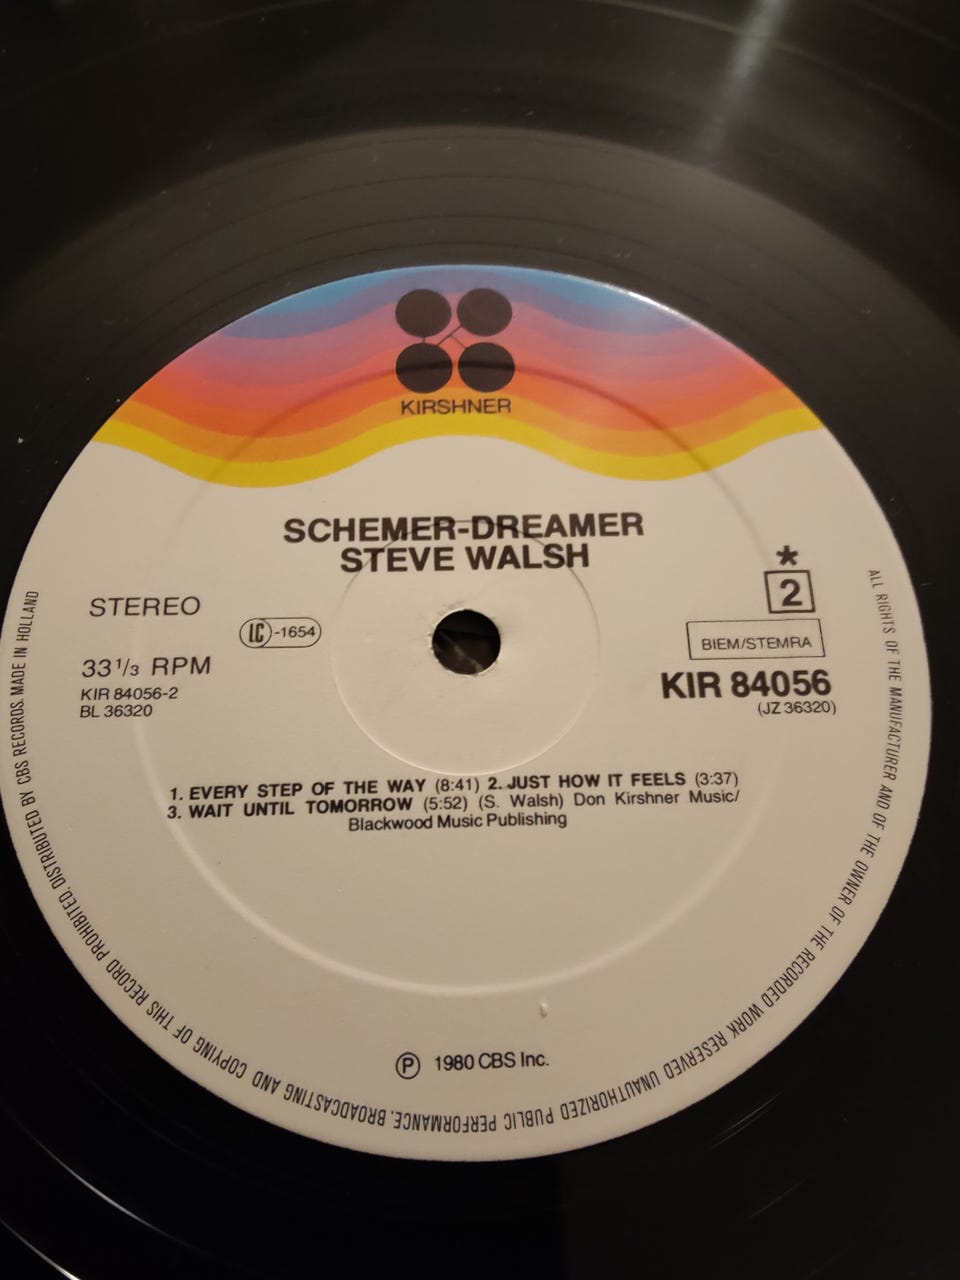 KIRSHNER
SCHEMER-DREAMER
STEVE WALSH
STEREO
LC-1654
33 1/3 RPM
KIR 84056-2
BL 36320
*
2
BIEM/STEMRA
KIR 84056
(JZ 36320)
1. EVERY STEP OF THE WAY (8:41) 2. JUST HOW IT FEELS (3:37)
3. WAIT UNTIL TOMORROW (5:52) (S. Walsh) Don Kirshner Music/
Blackwood Music Publishing
Ⓟ 1980 CBS Inc.
ALL RIGHTS OF THE MANUFACTURER AND OF THE OWNER OF THE RECORDED WORK RESERVED UNAUTHORIZED PUBLIC PERFORMANCE, BROADCASTING AND COPYING OF THIS RECORD PROHIBITED. DISTRIBUTED BY CBS RECORDS. MADE IN HOLLAND